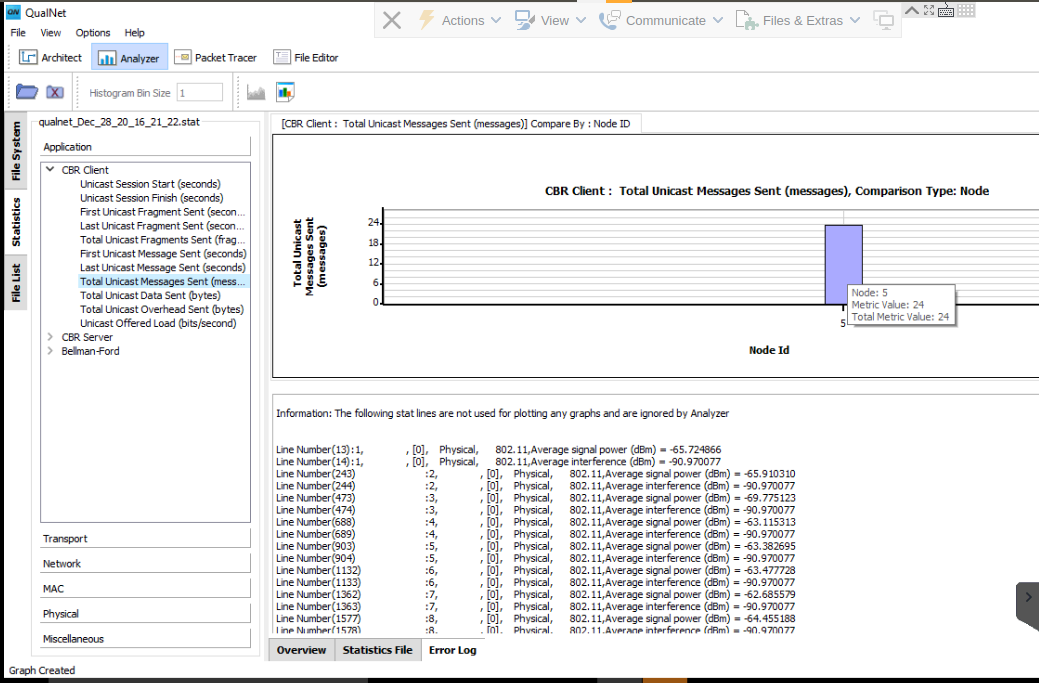 QN QualNet
Actions View Communicate Files & Extras
File View Options Help
Architect Analyzer Packet Tracer File Editor
Histogram Bin Size 1
File System
Statistics
File List
qualnet_Dec_28_20_16_21_22.stat
Application
CBR Client
Unicast Session Start (seconds)
Unicast Session Finish (seconds)
First Unicast Fragment Sent (secon...
Last Unicast Fragment Sent (secon...
Total Unicast Fragments Sent (frag...
First Unicast Message Sent (seconds)
Last Unicast Message Sent (seconds)
Total Unicast Messages Sent (mess...
Total Unicast Data Sent (bytes)
Total Unicast Overhead Sent (bytes)
Unicast Offered Load (bits/second)
CBR Server
Bellman-Ford
Transport
Network
MAC
Physical
Miscellaneous
[CBR Client : Total Unicast Messages Sent (messages)] Compare By : Node ID
CBR Client : Total Unicast Messages Sent (messages), Comparison Type: Node
Total Unicast
Messages Sent
(messages)
24
18
12
6
0
Node: 5
Metric Value: 24
Total Metric Value: 24
5
Node Id
Information: The following stat lines are not used for plotting any graphs and are ignored by Analyzer
Line Number(13):1, , [0], Physical, 802.11,Average signal power (dBm) = -65.724866
Line Number(14):1, , [0], Physical, 802.11,Average interference (dBm) = -90.970077
Line Number(243) :2, , [0], Physical, 802.11,Average signal power (dBm) = -65.910310
Line Number(244) :2, , [0], Physical, 802.11,Average interference (dBm) = -90.970077
Line Number(473) :3, , [0], Physical, 802.11,Average signal power (dBm) = -69.775123
Line Number(474) :3, , [0], Physical, 802.11,Average interference (dBm) = -90.970077
Line Number(688) :4, , [0], Physical, 802.11,Average signal power (dBm) = -63.115313
Line Number(689) :4, , [0], Physical, 802.11,Average interference (dBm) = -90.970077
Line Number(903) :5, , [0], Physical, 802.11,Average signal power (dBm) = -63.382695
Line Number(904) :5, , [0], Physical, 802.11,Average interference (dBm) = -90.970077
Line Number(1132) :6, , [0], Physical, 802.11,Average signal power (dBm) = -63.477728
Line Number(1133) :6, , [0], Physical, 802.11,Average interference (dBm) = -90.970077
Line Number(1362) :7, , [0], Physical, 802.11,Average signal power (dBm) = -62.685579
Line Number(1363) :7, , [0], Physical, 802.11,Average interference (dBm) = -90.970077
Line Number(1577) :8, , [0], Physical, 802.11,Average signal power (dBm) = -64.455188
Line Number(1578) :8, , [0], Physical, 802.11,Average interference (dBm) = -90.970077
Overview Statistics File Error Log
Graph Created